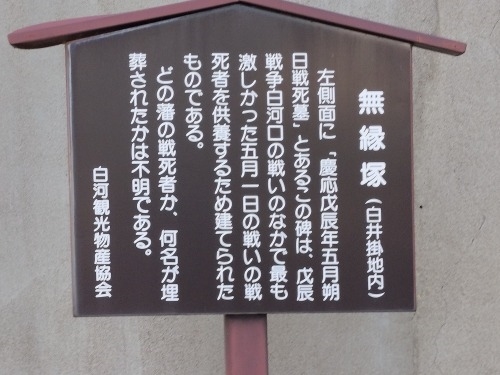 無縁塚(白井掛地内)
左側面に「慶応戊辰年五月朔
日戦死墓」とあるこの碑は、戊辰
戦争白河口の戦いのなかで最も
激しかった五月一日の戦いの戦
死者を供養するため建てられた
ものである。
どの藩の戦死者か、何名が埋
葬されたかは不明である。
白河観光物産協会